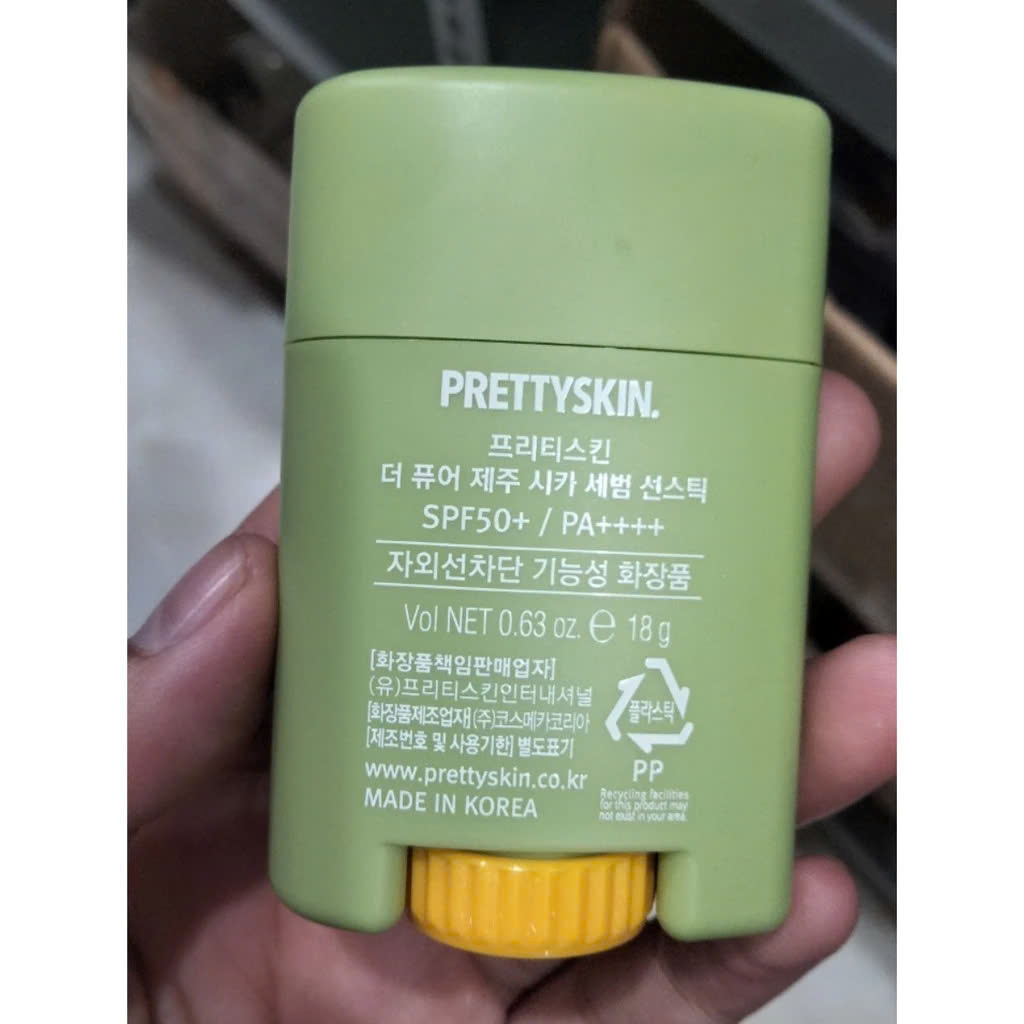 PRETTYSKIN.
프리티스킨
더 퓨어 제주 시카 세범 선스틱
SPF50+ / PA++++
자외선차단 기능성 화장품
Vol NET 0.63 oz. ℮ 18 g
[화장품책임판매업자]
(유)프리티스킨인터내셔널
[화장품제조업자] (주)코스메카코리아
[제조번호 및 사용기한] 별도표기
www.prettyskin.co.kr
MADE IN KOREA
플라스틱
PP
Recycling facilities
for this product may
not exist in your area.